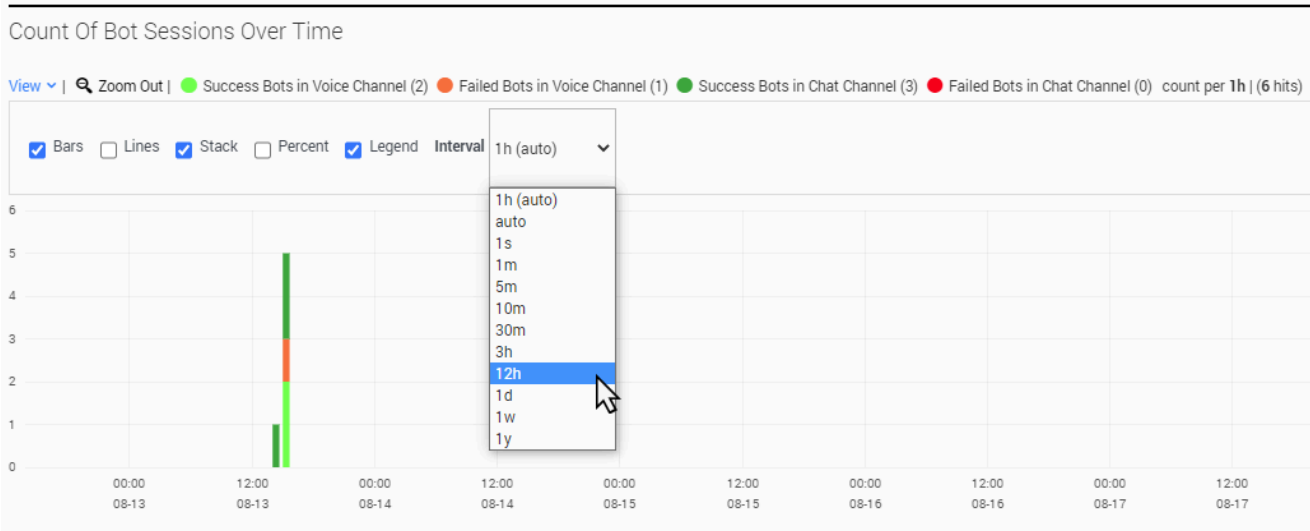 Count Of Bot Sessions Over Time
View | Zoom Out | Success Bots in Voice Channel (2) Failed Bots in Voice Channel (1) Success Bots in Chat Channel (3) Failed Bots in Chat Channel (0) count per 1h | (6 hits)
Bars Lines Stack Percent Legend Interval 1h (auto)
1h (auto)
auto
1s
1m
5m
10m
30m
3h
12h
1d
1w
1y
6
5
4
3
2
1
0
00:00 12:00 00:00 12:00 00:00 12:00 00:00 12:00 00:00 12:00
08-13 08-13 08-14 08-14 08-15 08-15 08-16 08-16 08-17 08-17